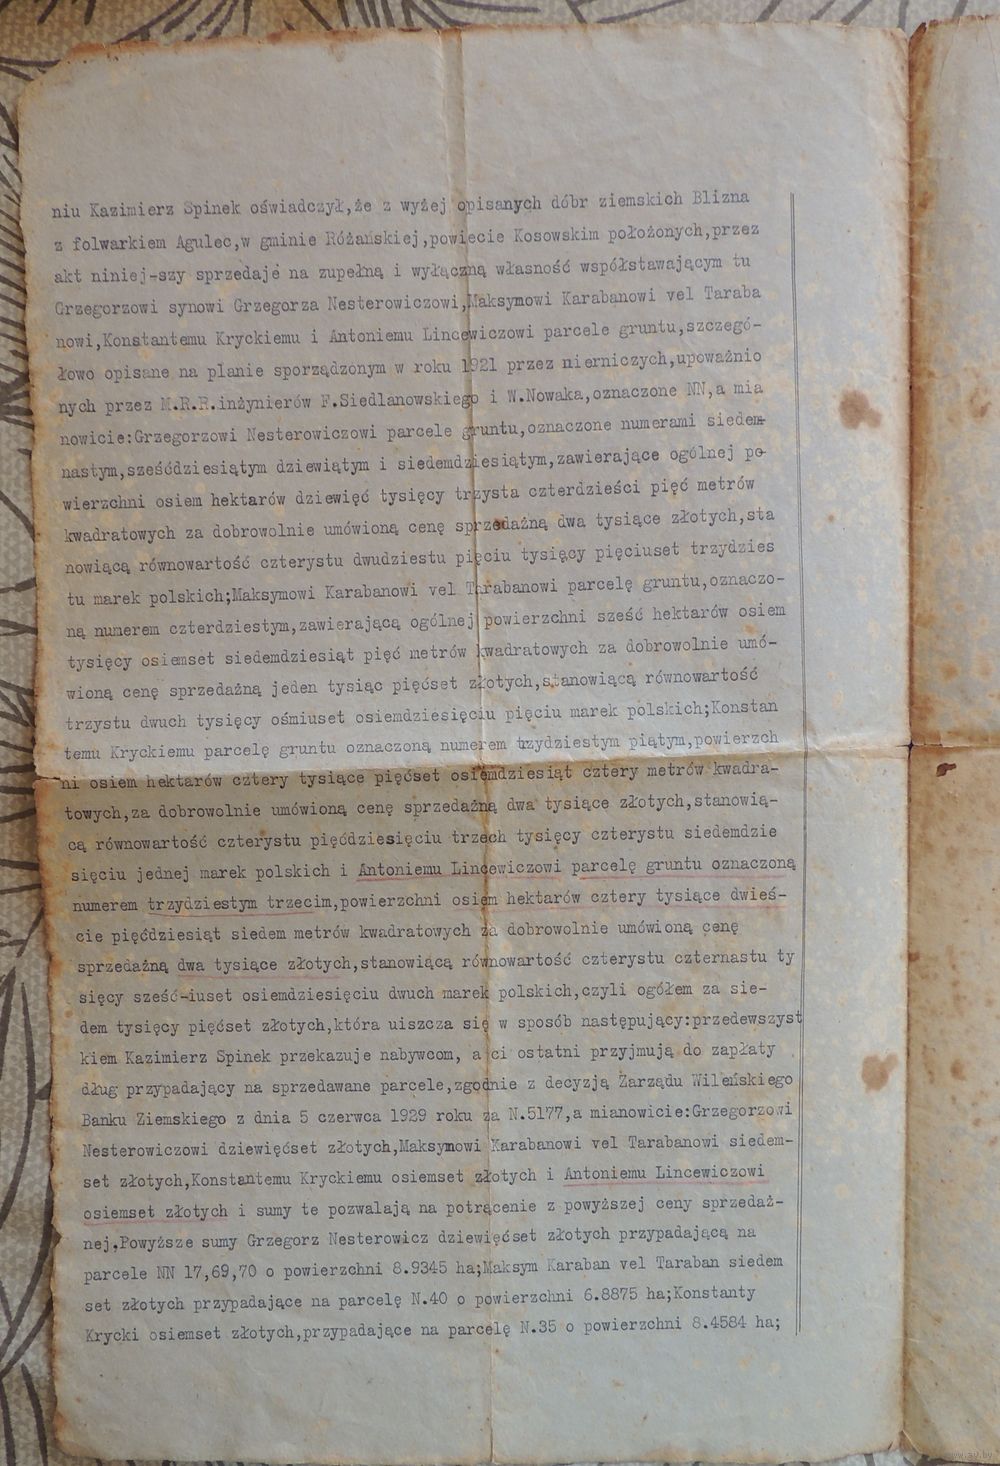 niu Kazimierz Spinek oświadczył,że z wyżej opisanych dóbr ziemskich Blizna
z folwarkiem Agulec,w gminie Różańskiej,powiecie Kosowskim położonych,przez
akt niniej-szy sprzedaje na zupełną i wyłączną własność współstawającym tu
Grzegorzowi synowi Grzegorza Nesterowiczowi,Maksymowi Karabanowi vel Taraba
nowi,Konstantemu Kryckiemu i Antoniemu Lincewiczowi parcele gruntu,szczegó-
łowo opisane na planie sporządzonym w roku 1921 przez mierniczych,upoważnio
nych przez M.R.R.inżynierów F.Siedlanowskiego i W.Nowaka,oznaczone NN,a mia
nowicie:Grzegorzowi Nesterowiczowi parcele gruntu,oznaczone numerami siedem-
nastym,sześćdziesiątym dziewiątym i siedemdziesiątym,zawierające ogólnej po-
wierzchni osiem hektarów dziewięć tysięcy trzysta czterdzieści pięć metrów
kwadratowych za dobrowolnie umówioną cenę sprzedażną dwa tysiące złotych,sta
nowiącą równowartość czterystu dwudziestu pięciu tysięcy pięciuset trzydzies
tu marek polskich;Maksymowi Karabanowi vel Tarabanowi parcelę gruntu,oznaczo-
ną numerem czterdziestym,zawierającą ogólnej powierzchni sześć hektarów osiem
tysięcy osiemset siedemdziesiąt pięć metrów kwadratowych za dobrowolnie umó-
wioną cenę sprzedażną jeden tysiąc pięćset złotych,stanowiącą równowartość
trzystu dwuch tysięcy ośmiuset osiemdziesięciu pięciu marek polskich;Konstan
temu Kryckiemu parcelę gruntu oznaczoną numerem trzydziestym piątym,powierzch
ni osiem hektarów cztery tysiące pięćset osiemdziesiąt cztery metrów kwadra-
towych,za dobrowolnie umówioną cenę sprzedażną dwa tysiące złotych,stanowią-
cą równowartość czterystu pięćdziesięciu trzech tysięcy czterystu siedemdzie
sięciu jednej marek polskich i Antoniemu Lincewiczowi parcelę gruntu oznaczoną
numerem trzydziestym trzecim,powierzchni osiem hektarów cztery tysiące dwieś-
cie pięćdziesiąt siedem metrów kwadratowych za dobrowolnie umówioną cenę
sprzedażną dwa tysiące złotych,stanowiącą równowartość czterystu czternastu ty
sięcy sześć-iuset osiemdziesięciu dwuch marek polskich,czyli ogółem za sie-
dem tysięcy pięćset złotych,która uiszcza się w sposób następujący:przedewszyst
kiem Kazimierz Spinek przekazuje nabywcom, a ci ostatni przyjmują do zapłaty
dług przypadający na sprzedawane parcele,zgodnie z decyzją Zarządu Wileńskiego
Banku Ziemskiego z dnia 5 czerwca 1929 roku za N.5177,a mianowicie:Grzegorzowi
Nesterowiczowi dziewięćset złotych,Maksymowi Karabanowi vel Tarabanowi siedem-
set złotych,Konstantemu Kryckiemu osiemset złotych i Antoniemu Lincewiczowi
osiemset złotych i sumy te pozwalają na potrącenie z powyższej ceny sprzedaż-
nej.Powyższe sumy Grzegorz Nesterowicz dziewięćset złotych przypadającą na
parcele NN 17,69,70 o powierzchni 8.9345 ha;Maksym Karaban vel Taraban siedem
set złotych przypadające na parcelę N.40 o powierzchni 6.8875 ha;Konstanty
Krycki osiemset złotych,przypadające na parcelę N.35 o powierzchni 8.4584 ha;
www.ay.by